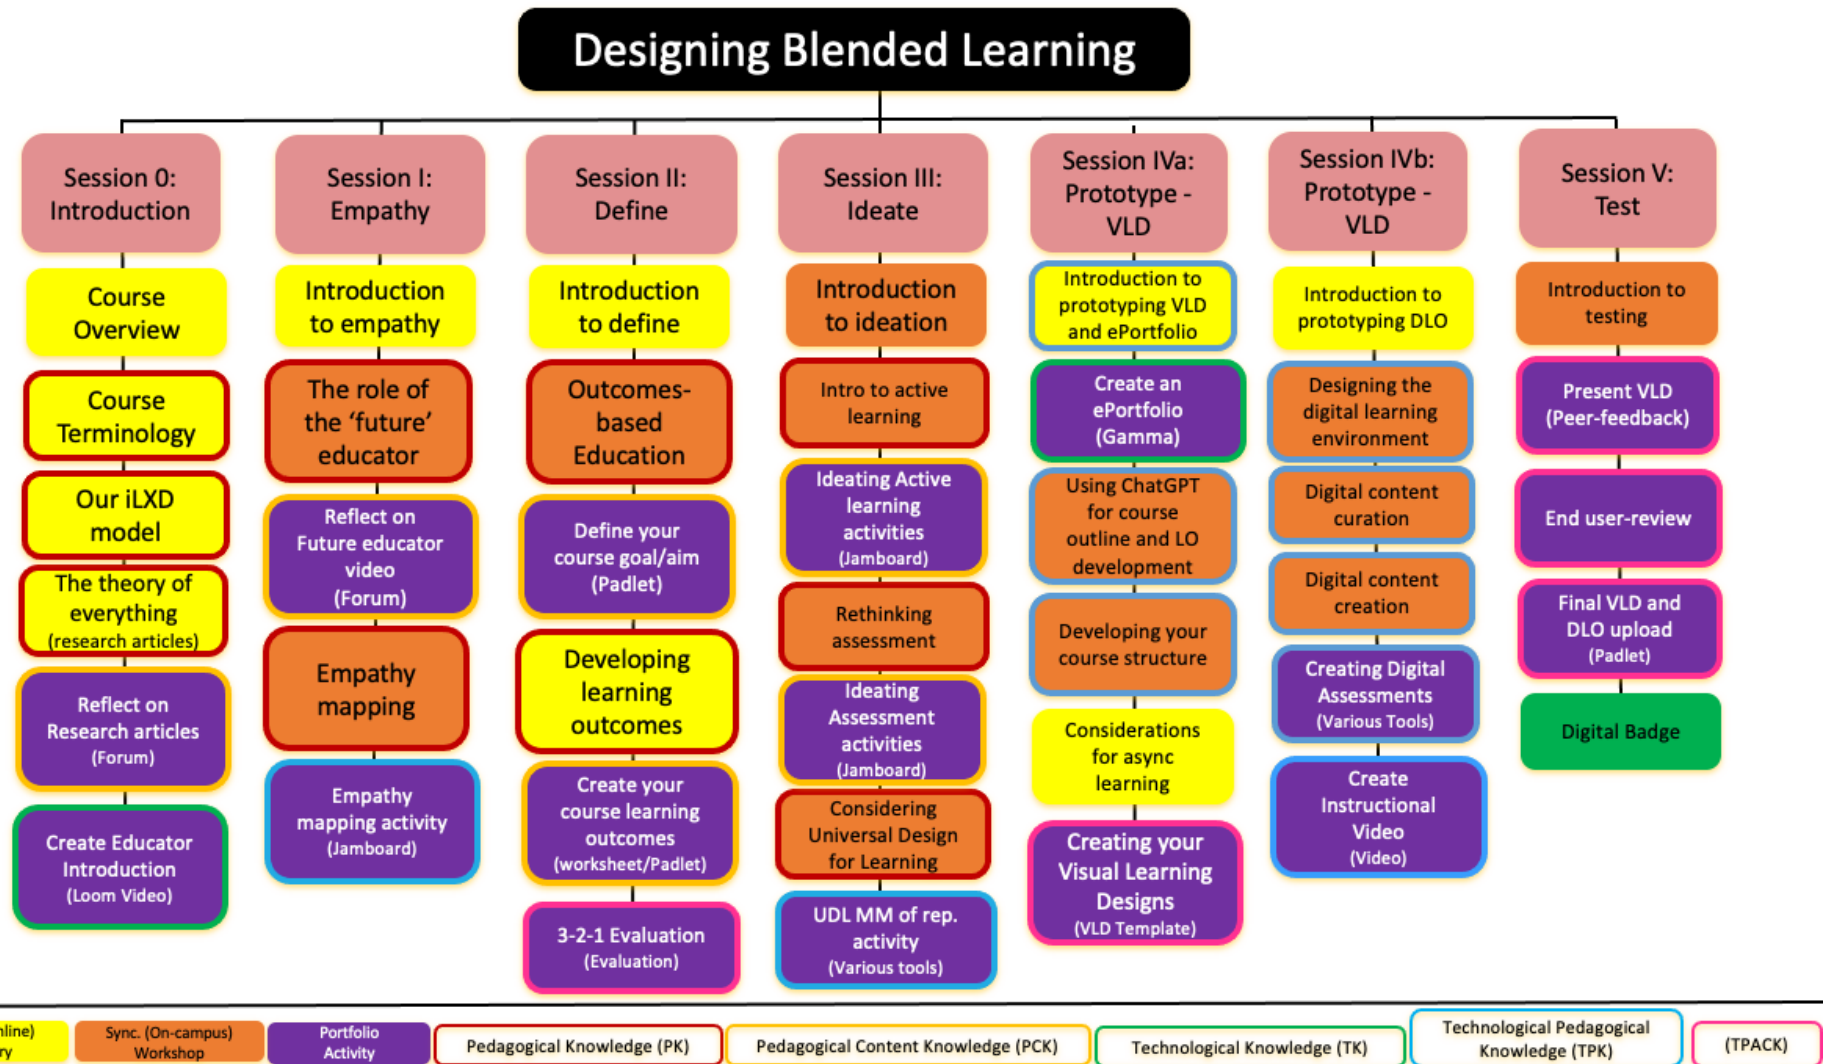 Designing Blended Learning
Session 0:
Introduction
Course
Overview
Course
Terminology
Our iLXD
model
The theory of
everything
(research articles)
Reflect on
Research articles
(Forum)
Create Educator
Introduction
(Loom Video)
Session I:
Empathy
Introduction
to empathy
The role of
the ‘future’
educator
Reflect on
Future educator
video
(Forum)
Empathy
mapping
Empathy
mapping activity
(Jamboard)
Session II:
Define
Introduction
to define
Outcomes-
based
Education
Define your
course goal/aim
(Padlet)
Developing
learning
outcomes
Create your
course learning
outcomes
(worksheet/Padlet)
3-2-1 Evaluation
(Evaluation)
Session III:
Ideate
Introduction
to ideation
Intro to active
learning
Ideating Active
learning
activities
(Jamboard)
Rethinking
assessment
Ideating
Assessment
activities
(Jamboard)
Considering
Universal Design
for Learning
UDL MM of rep.
activity
(Various tools)
Session IVa:
Prototype -
VLD
Introduction to
prototyping VLD
and ePortfolio
Create an
ePortfolio
(Gamma)
Using ChatGPT
for course
outline and LO
development
Developing your
course structure
Considerations
for async
learning
Creating your
Visual Learning
Designs
(VLD Template)
Session IVb:
Prototype -
VLD
Introduction to
prototyping DLO
Designing the
digital learning
environment
Digital content
curation
Digital content
creation
Creating Digital
Assessments
(Various Tools)
Create
Instructional
Video
(Video)
Session V:
Test
Introduction to
testing
Present VLD
(Peer-feedback)
End user-review
Final VLD and
DLO upload
(Padlet)
Digital Badge
Sync. (On-campus)
Workshop
Portfolio
Activity
Pedagogical Knowledge (PK)
Pedagogical Content Knowledge (PCK)
Technological Knowledge (TK)
Technological Pedagogical
Knowledge (TPK)
(TPACK)